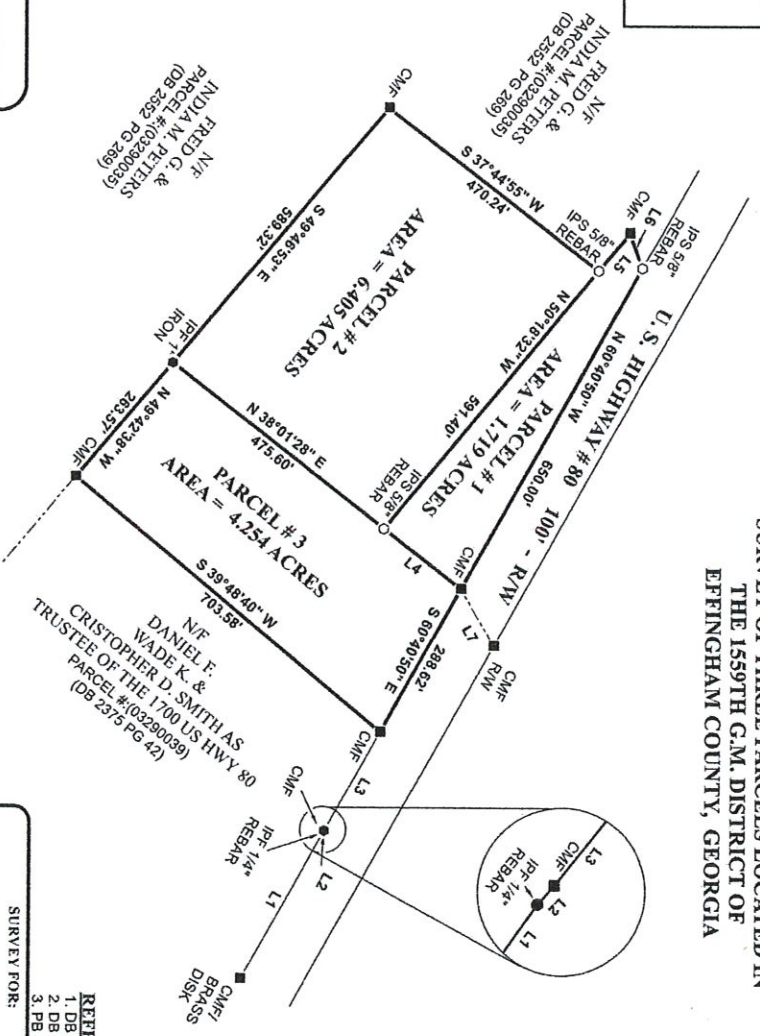 SURVEY OF THREE PARCELS LOCATED IN
THE 1559TH G.M. DISTRICT OF
EFFINGHAM COUNTY, GEORGIA
N/F
FRED G. &
INDIA M. PETERS
PARCEL #:(03290035)
(DB 2552 PG 269)
N/F
FRED G. &
INDIA M. PETERS
PARCEL #:(03290035)
(DB 2552 PG 269)
CMF
S 37°44'55" W
470.24'
IPS 5/8"
REBAR
CMF
L6
L5
IPS 5/8"
REBAR
U.S. HIGHWAY # 80 100' - R/W
N 60°40'50" W
650.00'
PARCEL # 1
AREA = 1.719 ACRES
N 50°18'32" W
591.40'
PARCEL # 2
AREA = 6.405 ACRES
S 49°46'53" E
589.32'
IPF 1"
IRON
N 38°01'28" E
475.60'
IPS 5/8"
REBAR
L4
CMF
L7
CMF
R/W
PARCEL # 3
AREA = 4.254 ACRES
N 49°42'38" W
263.57'
CMF
S 60°40'50" E
288.62'
S 39°48'40" W
703.58'
CMF
N/F
DANIEL F.
WADE K. &
CRISTOPHER D. SMITH AS
TRUSTEE OF THE 1700 US HWY 80
PARCEL #:(03290039)
(DB 2375 PG 42)
L3
CMF
IPF 1/4"
REBAR
L2
L1
CMF/
BRASS
DISK
L3
CMF
L2
IPF 1/4"
REBAR
L1
1. DB
2. DB
3. PB
SURVEY FOR: